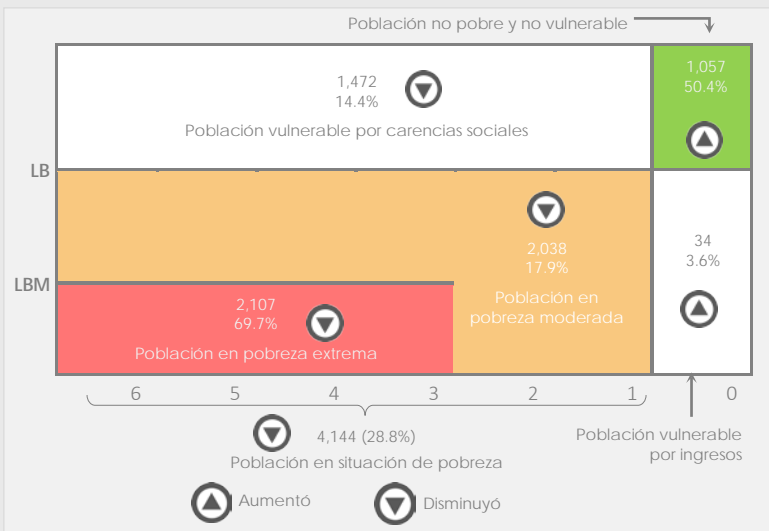 Población no pobre y no vulnerable
1,472
14.4%
Población vulnerable por carencias sociales
1,057
50.4%
LB
2,038
17.9%
Población en
pobreza moderada
34
3.6%
LBM
2,107
69.7%
Población en pobreza extrema
6 5 4 3 2 1 0
4,144 (28.8%)
Población en situación de pobreza
Población vulnerable
por ingresos
Aumentó Disminuyó